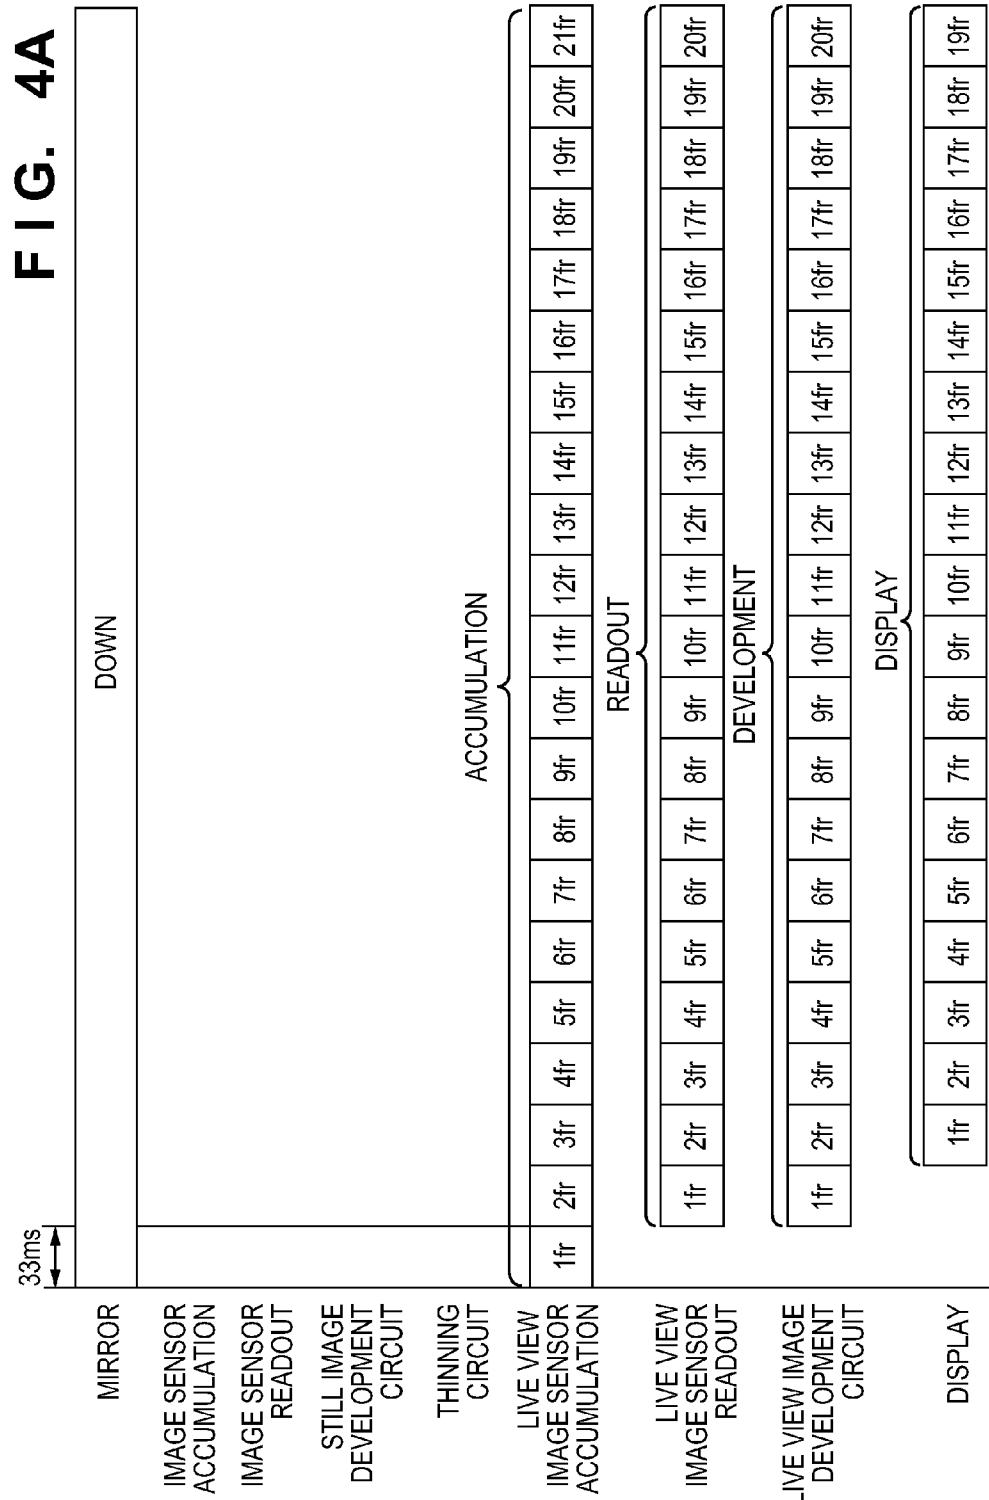 FIG. 4A
33ms
MIRROR
DOWN
IMAGE SENSOR
ACCUMULATION
IMAGE SENSOR
READOUT
STILL IMAGE
DEVELOPMENT
CIRCUIT
THINNING
CIRCUIT
ACCUMULATION
LIVE VIEW
IMAGE SENSOR
ACCUMULATION
1fr 2fr 3fr 4fr 5fr 6fr 7fr 8fr 9fr 10fr 11fr 12fr 13fr 14fr 15fr 16fr 17fr 18fr 19fr 20fr 21fr
READOUT
LIVE VIEW
IMAGE SENSOR
READOUT
1fr 2fr 3fr 4fr 5fr 6fr 7fr 8fr 9fr 10fr 11fr 12fr 13fr 14fr 15fr 16fr 17fr 18fr 19fr 20fr
DEVELOPMENT
LIVE VIEW IMAGE
DEVELOPMENT
CIRCUIT
1fr 2fr 3fr 4fr 5fr 6fr 7fr 8fr 9fr 10fr 11fr 12fr 13fr 14fr 15fr 16fr 17fr 18fr 19fr 20fr
DISPLAY
DISPLAY
1fr 2fr 3fr 4fr 5fr 6fr 7fr 8fr 9fr 10fr 11fr 12fr 13fr 14fr 15fr 16fr 17fr 18fr 19fr